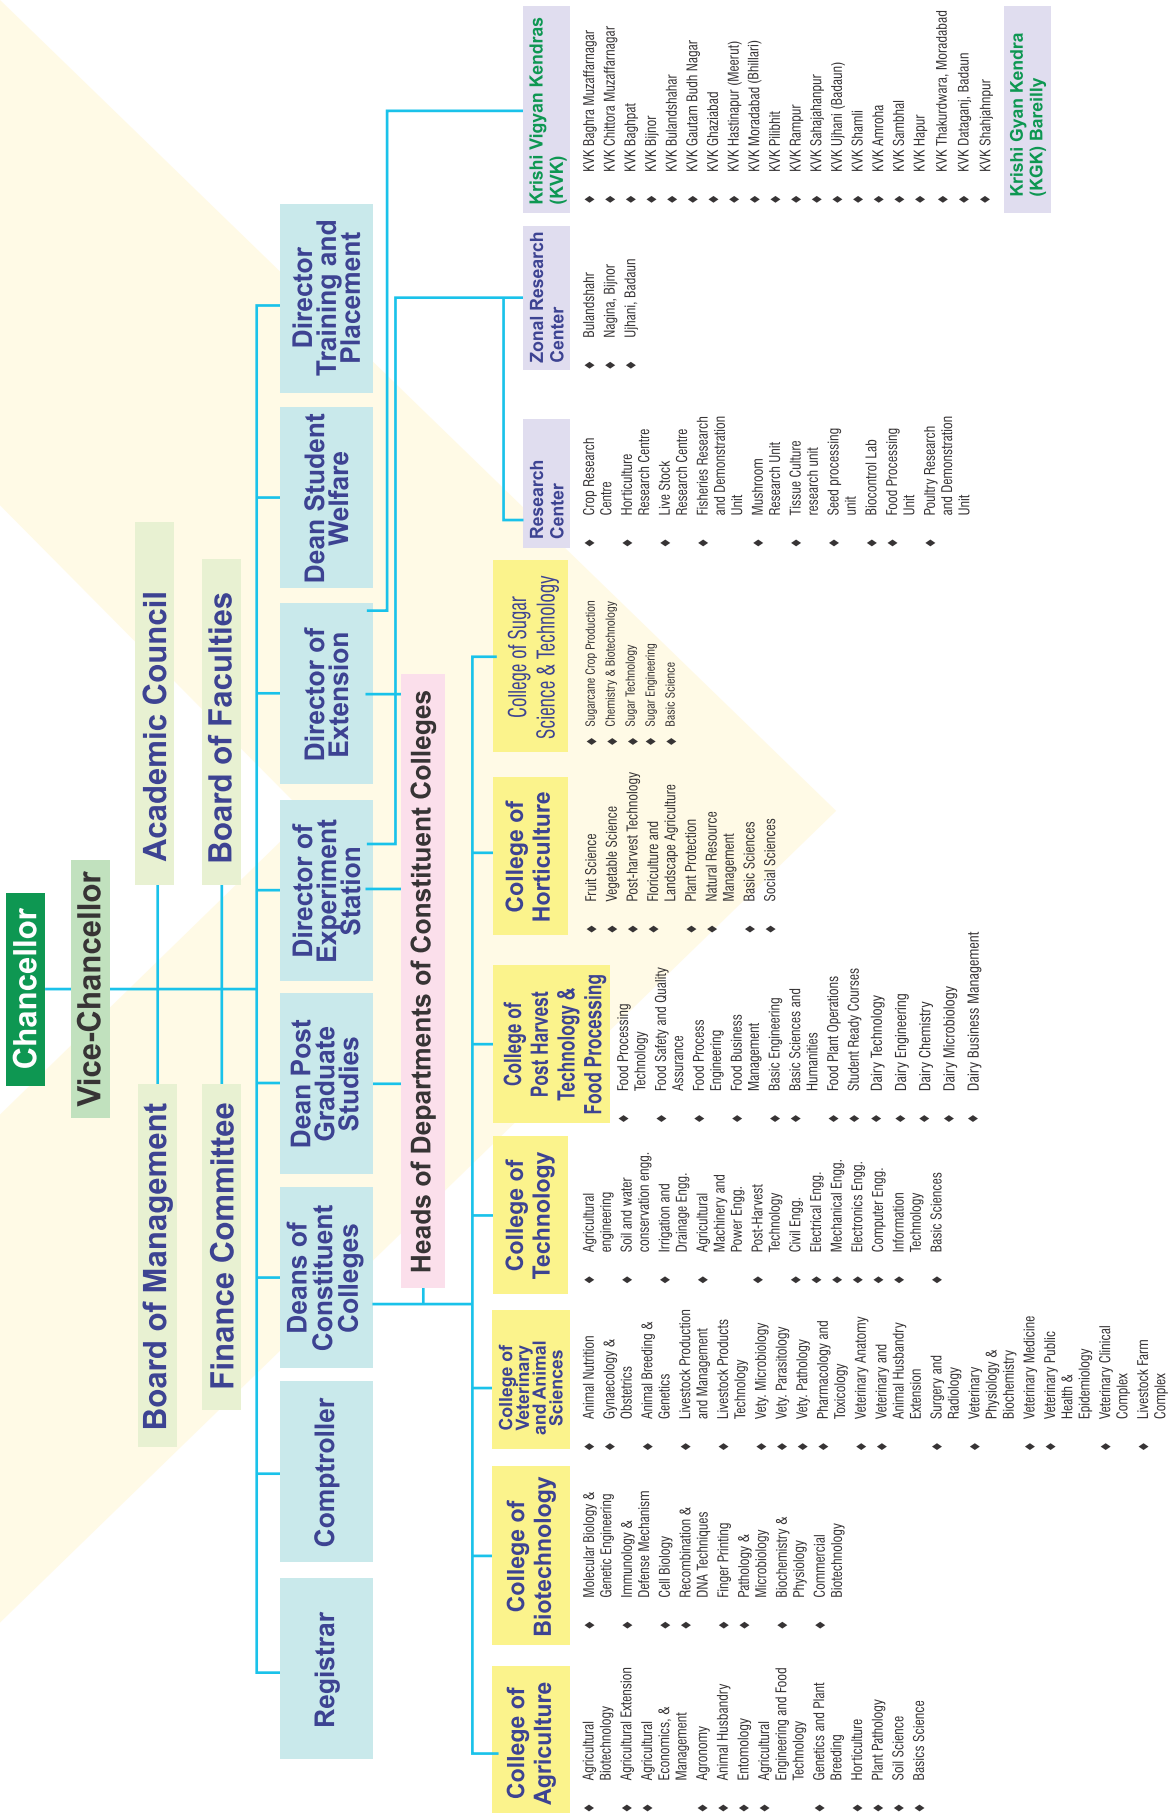 Chancellor
Vice-Chancellor
Board of Management
Academic Council
Finance Committee
Board of Faculties
Registrar
Comptroller
Deans of
Constituent
Colleges
Dean Post
Graduate
Studies
Director of
Experiment
Station
Director of
Extension
Dean Student
Welfare
Director
Training and
Placement
Heads of Departments of Constituent Colleges
College of
Agriculture
♦ Agricultural
Biotechnology
♦ Agricultural Extension
♦ Agricultural
Economics, &
Management
♦ Agronomy
♦ Animal Husbandry
♦ Entomology
♦ Agricultural
Engineering and Food
Technology
♦ Genetics and Plant
Breeding
♦ Horticulture
♦ Plant Pathology
♦ Soil Science
♦ Basics Science
College of
Biotechnology
♦ Molecular Biology &
Genetic Engineering
♦ Immunology &
Defense Mechanism
♦ Cell Biology
♦ Recombination &
DNA Techniques
♦ Finger Printing
♦ Pathology &
Microbiology
♦ Biochemistry &
Physiology
♦ Commercial
Biotechnology
College of
Veterinary
and Animal
Sciences
♦ Animal Nutrition
♦ Gynaecology &
Obstetrics
♦ Animal Breeding &
Genetics
♦ Livestock Production
and Management
♦ Livestock Products
Technology
♦ Vety. Microbiology
♦ Vety. Parasitology
♦ Vety. Pathology
♦ Pharmacology and
Toxicology
♦ Veterinary Anatomy
♦ Veterinary and
Animal Husbandry
Extension
♦ Surgery and
Radiology
♦ Veterinary
Physiology &
Biochemistry
♦ Veterinary Medicine
♦ Veterinary Public
Health &
Epidemiology
♦ Veterinary Clinical
Complex
♦ Livestock Farm
Complex
College of
Technology
♦ Agricultural
engineering
♦ Soil and water
conservation engg.
♦ Irrigation and
Drainage Engg.
♦ Agricultural
Machinery and
Power Engg.
♦ Post-Harvest
Technology
♦ Civil Engg.
♦ Electrical Engg.
♦ Mechanical Engg.
♦ Electronics Engg.
♦ Computer Engg.
♦ Information
Technology
♦ Basic Sciences
College of
Post Harvest
Technology &
Food Processing
♦ Food Processing
Technology
♦ Food Safety and Quality
Assurance
♦ Food Process
Engineering
♦ Food Business
Management
♦ Basic Engineering
♦ Basic Sciences and
Humanities
♦ Food Plant Operations
♦ Student Ready Courses
♦ Dairy Technology
♦ Dairy Engineering
♦ Dairy Chemistry
♦ Dairy Microbiology
♦ Dairy Business Management
College of
Horticulture
♦ Fruit Science
♦ Vegetable Science
♦ Post-harvest Technology
♦ Floriculture and
Landscape Agriculture
♦ Plant Protection
♦ Natural Resource
Management
♦ Basic Sciences
♦ Social Sciences
College of Sugar
Science & Technology
♦ Sugarcane Crop Production
♦ Chemistry & Biotechnology
♦ Sugar Technology
♦ Sugar Engineering
♦ Basic Science
Research
Center
♦ Crop Research
Centre
♦ Horticulture
Research Centre
♦ Live Stock
Research Centre
♦ Fisheries Research
and Demonstration
Unit
♦ Mushroom
Research Unit
♦ Tissue Culture
research unit
♦ Seed processing
unit
♦ Biocontrol Lab
♦ Food Processing
Unit
♦ Poultry Research
and Demonstration
Unit
Zonal Research
Center
♦ Bulandshahr
♦ Nagina, Bijnor
♦ Ujhani, Badaun
Krishi Vigyan Kendras
(KVK)
♦ KVK Baghra Muzaffarnagar
♦ KVK Chittora Muzaffarnagar
♦ KVK Baghpat
♦ KVK Bijnor
♦ KVK Bulandshahar
♦ KVK Gautam Budh Nagar
♦ KVK Ghaziabad
♦ KVK Hastinapur (Meerut)
♦ KVK Moradabad (Bhillari)
♦ KVK Pilibhit
♦ KVK Rampur
♦ KVK Sahajahanpur
♦ KVK Ujhani (Badaun)
♦ KVK Shamli
♦ KVK Amroha
♦ KVK Sambhal
♦ KVK Hapur
♦ KVK Thakurdwara, Moradabad
♦ KVK Dataganj, Badaun
♦ KVK Shahjahnpur
Krishi Gyan Kendra
(KGK) Bareilly